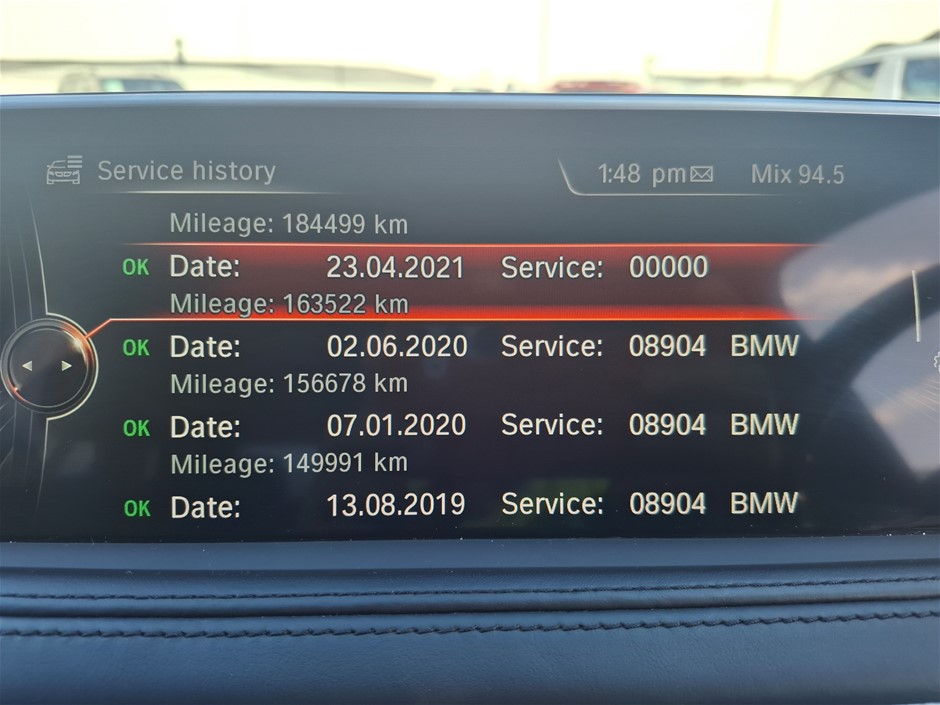 Service history 1:48 pm Mix 94.5
Mileage: 184499 km
OK Date: 23.04.2021 Service: 00000
Mileage: 163522 km
OK Date: 02.06.2020 Service: 08904 BMW
Mileage: 156678 km
OK Date: 07.01.2020 Service: 08904 BMW
Mileage: 149991 km
OK Date: 13.08.2019 Service: 08904 BMW